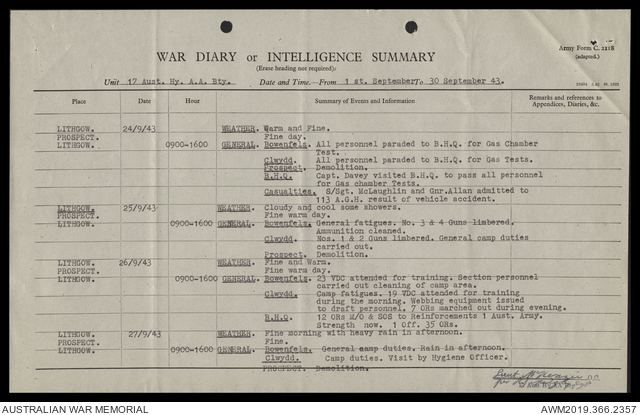 Army Form C. 2118
(adapted.)
WAR DIARY or INTELLIGENCE SUMMARY
(Erase heading not required)
Unit 17 Aust. Hy. A.A. Bty. Date and Time.—From 1 st. September To 30 September 43.
Place Date Hour Summary of Events and Information Remarks and references to Appendices, Diaries, &c.
LITHGOW. 24/9/43 WEATHER. Warm and Fine.
PROSPECT. Fine day.
LITHGOW. 0900-1600 GENERAL. Bowenfels. All personnel paraded to B.H.Q. for Gas Chamber
Test.
Clwydd. All personnel paraded to B.H.Q. for Gas Tests.
Prospect. Demolition.
B.H.Q. Capt. Davey visited B.H.Q. to pass all personnel
for Gas chamber Tests.
Casualties. S/Sgt. McLaughlin and Gnr.Allan admitted to
113 A.G.H. result of vehicle accident.
LITHGOW. 25/9/43 WEATHER. Cloudy and cool some showers.
PROSPECT. Fine warm day.
LITHGOW. 0900-1600 GENERAL. Bowenfels. General fatigues. No. 3 & 4 Guns limbered.
Ammunition cleaned.
Clwydd. Nos. 1 & 2 Guns limbered. General camp duties
carried out.
Prospect. Demolition.
LITHGOW. 26/9/43 WEATHER. Fine and Warm.
PROSPECT. Fine warm day.
LITHGOW. 0900-1600 GENERAL. Bowenfels. 23 VDC attended for training. Section personnel
carried out cleaning of camp area.
Clwydd. Camp fatigues. 19 VDC attended for training
during the morning. Webbing equipment issued
to draft personnel, 7 ORs marched out during evening.
B.H.Q. 12 ORs M/O & SOS to Reinforcements 1 Aust. Army.
Strength now. 1 Off. 35 ORs.
LITHGOW. 27/9/43 WEATHER. Fine morning with heavy rain in afternoon.
PROSPECT. Fine.
LITHGOW. 0900-1600 GENERAL. Bowenfels. General camp duties. Rain in afternoon.
Clwydd. Camp duties. Visit by Hygiene Officer.
PROSPECT. Demolition.
Lieut
AUSTRALIAN WAR MEMORIAL AWM2019.366.2357